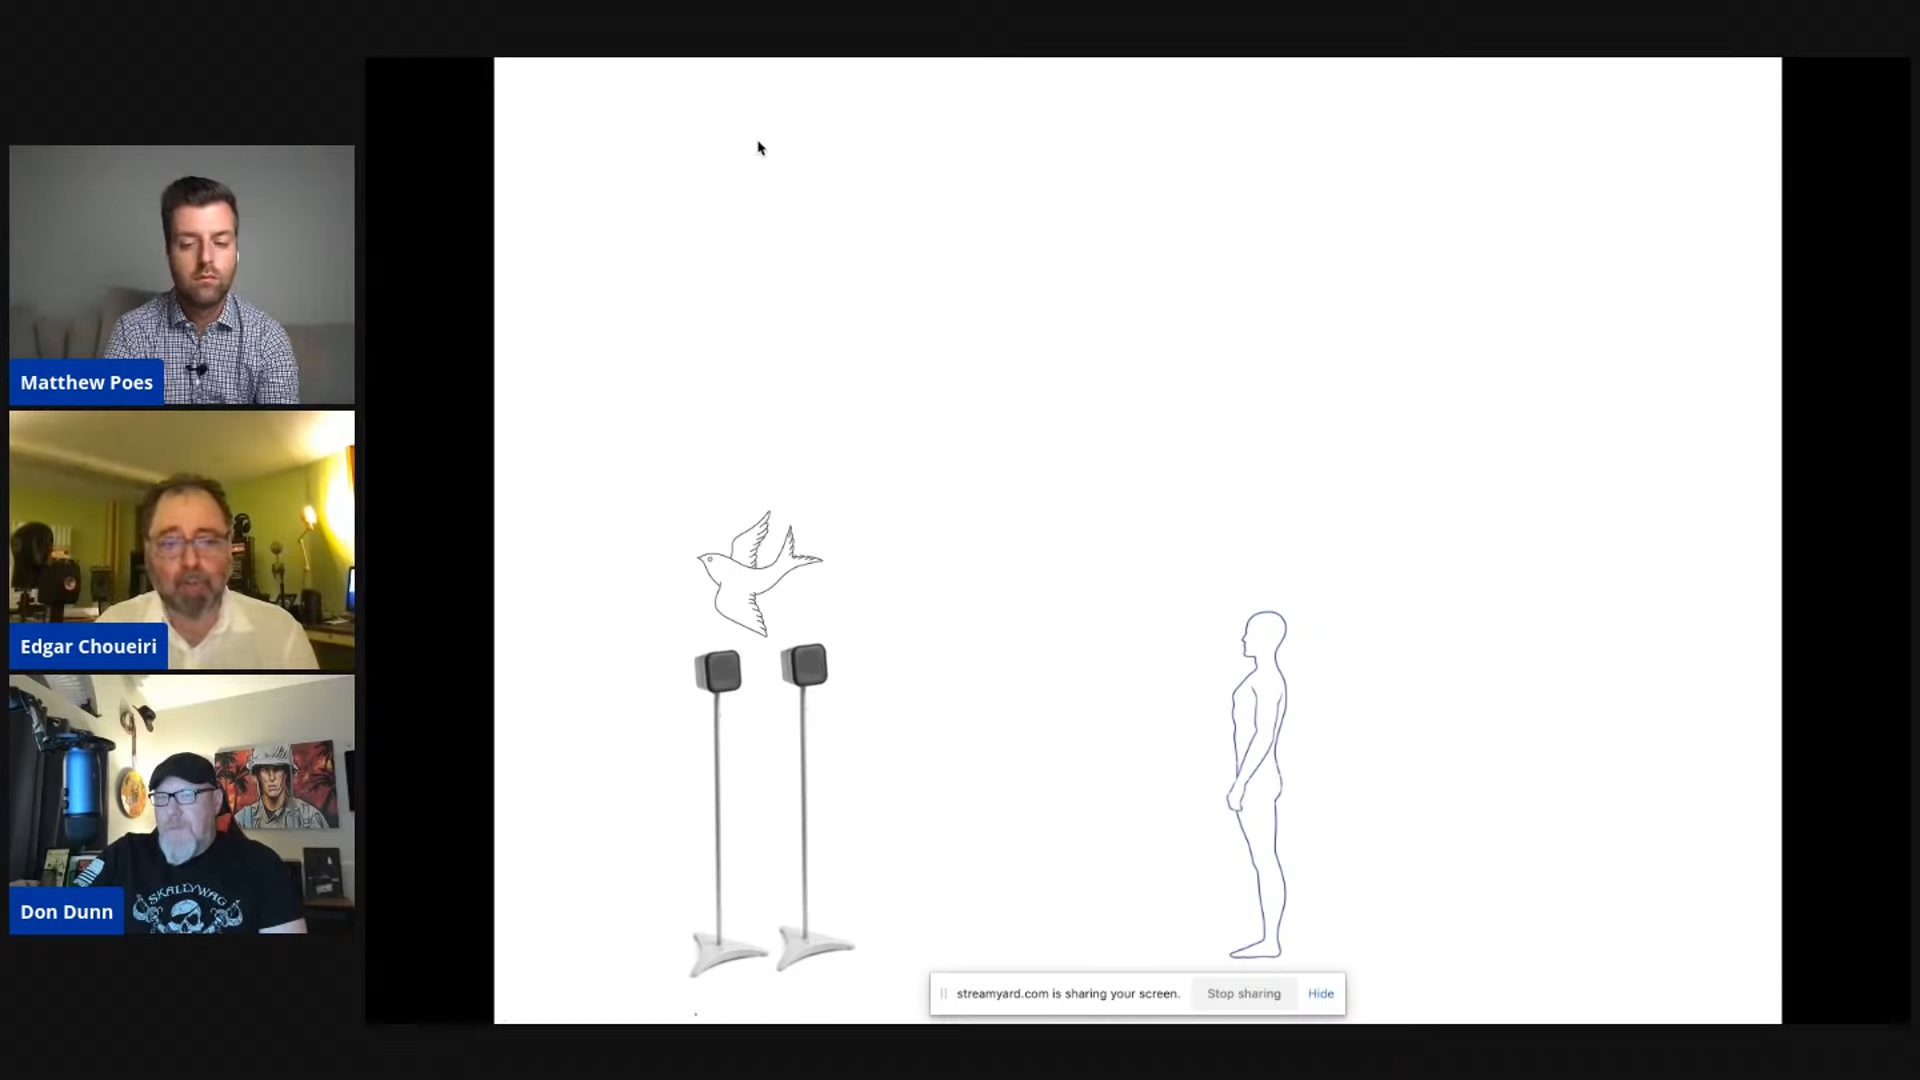 Matthew Poes
Edgar Choueiri
SKALLYWAG
Don Dunn
streamyard.com is sharing your screen.
Stop sharing
Hide